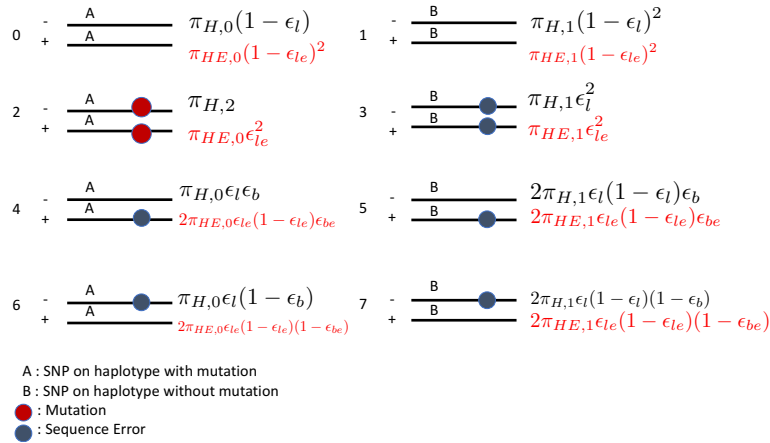 0 - A π_{H,0}(1 − ϵ_l)
+ A π_{HE,0}(1 − ϵ_{le})^2
1 - B π_{H,1}(1 − ϵ_l)^2
+ B π_{HE,1}(1 − ϵ_{le})^2
2 - A π_{H,2}
+ A π_{HE,0}ϵ_{le}^2
3 - B π_{H,1}ϵ_l^2
+ B π_{HE,1}ϵ_{le}^2
4 - A π_{H,0}ϵ_lϵ_b
+ A 2π_{HE,0}ϵ_{le}(1 − ϵ_{le})ϵ_{be}
5 - B 2π_{H,1}ϵ_l(1 − ϵ_l)ϵ_b
+ B 2π_{HE,1}ϵ_{le}(1 − ϵ_{le})ϵ_{be}
6 - A π_{H,0}ϵ_l(1 − ϵ_b)
+ A 2π_{HE,0}ϵ_{le}(1 − ϵ_{le})(1 − ϵ_{be})
7 - B 2π_{H,1}ϵ_l(1 − ϵ_l)(1 − ϵ_b)
+ B 2π_{HE,1}ϵ_{le}(1 − ϵ_{le})(1 − ϵ_{be})
A : SNP on haplotype with mutation
B : SNP on haplotype without mutation
: Mutation
: Sequence Error